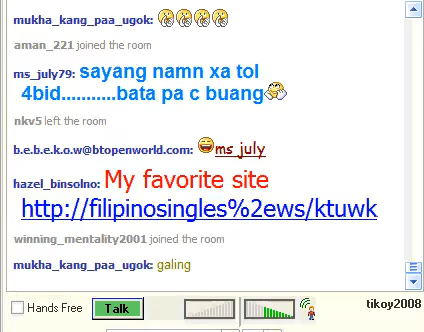 mukha_kang_paa_ugok:
aman_221 joined the room
ms_july79: sayang namn xa tol
4bid...........bata pa c buang
nkv5 left the room
b.e.b.e.k.o.w@btopenworld.com: ms july
hazel_binsolno: My favorite site
http://filipinosingles%2ews/ktuwk
winning_mentality2001 joined the room
mukha_kang_paa_ugok: galing
Hands Free Talk tikoy2008